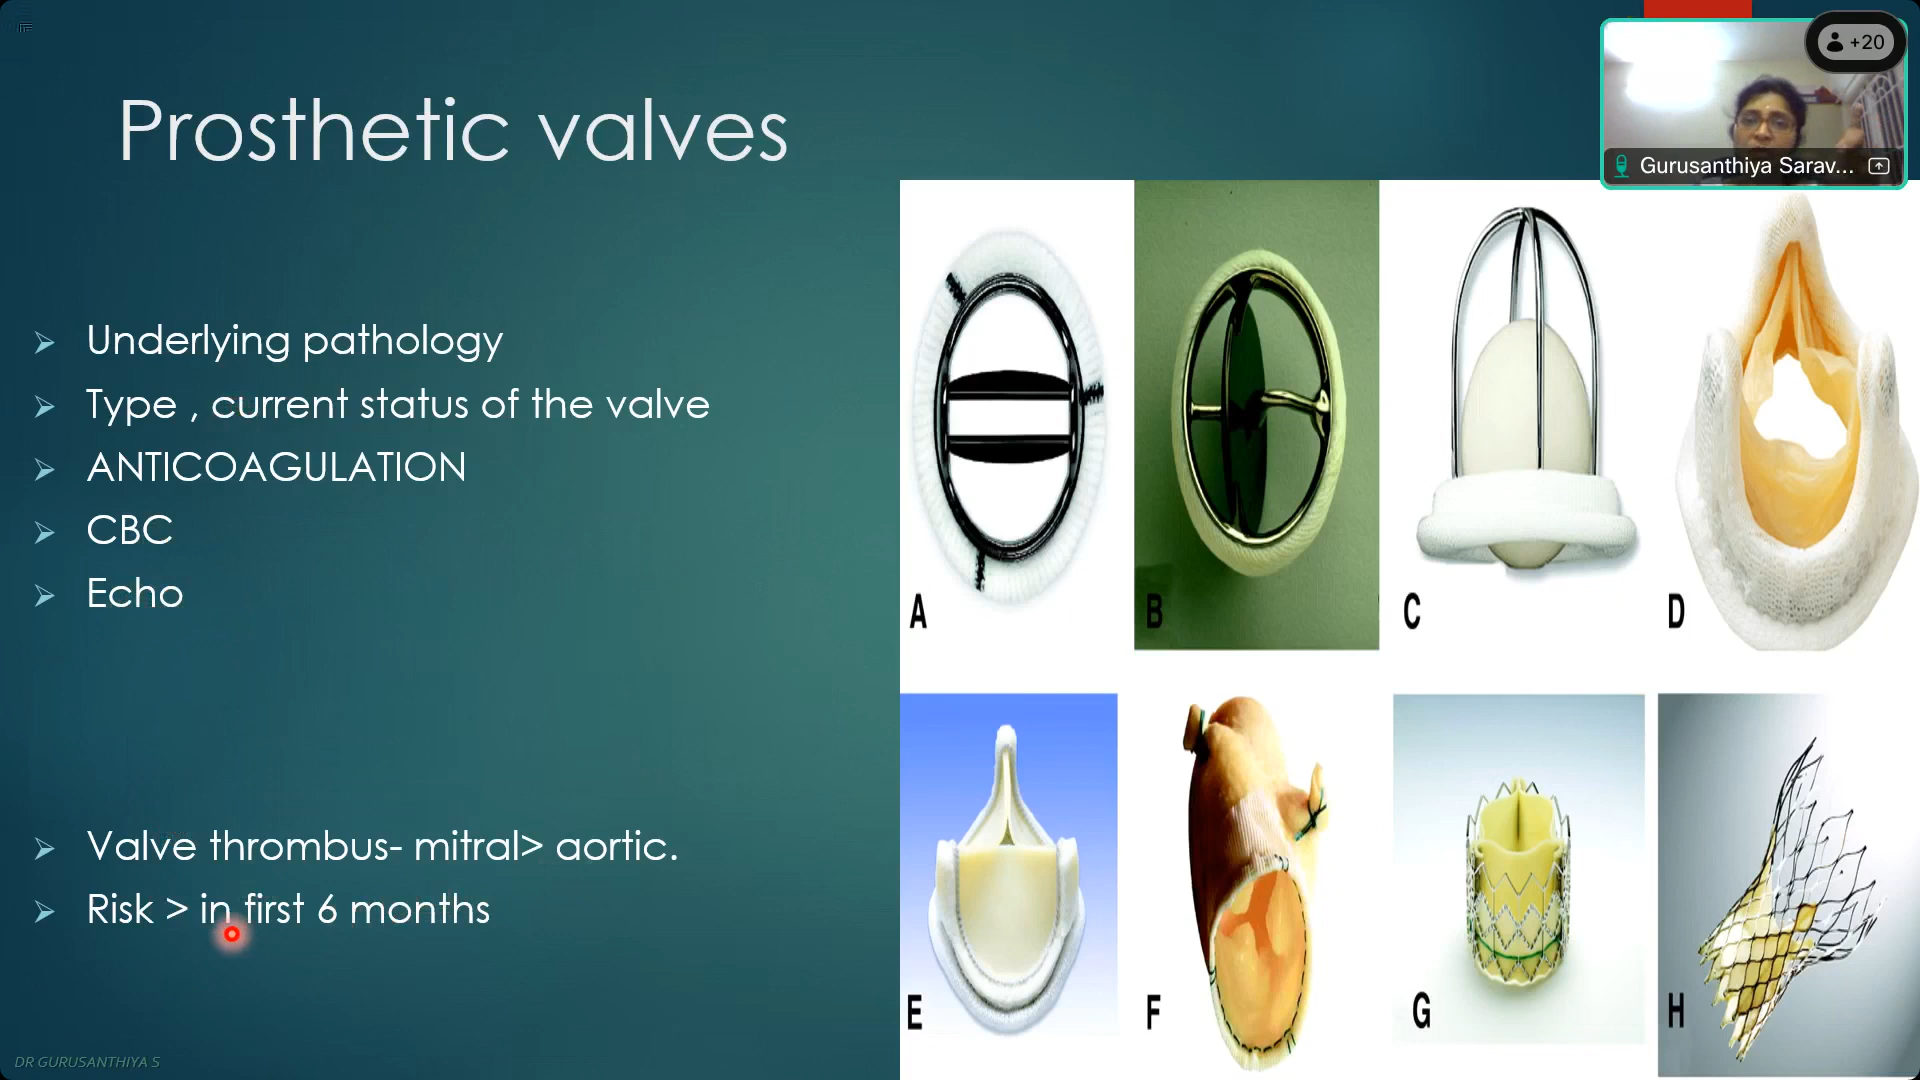 +20
Gurusanthiya Sarav...
Prosthetic valves
Underlying pathology
Type , current status of the valve
ANTICOAGULATION
CBC
Echo
Valve thrombus- mitral> aortic.
Risk > in first 6 months
A
B
C
D
E
F
G
H
DR GURUSANTHIYA S